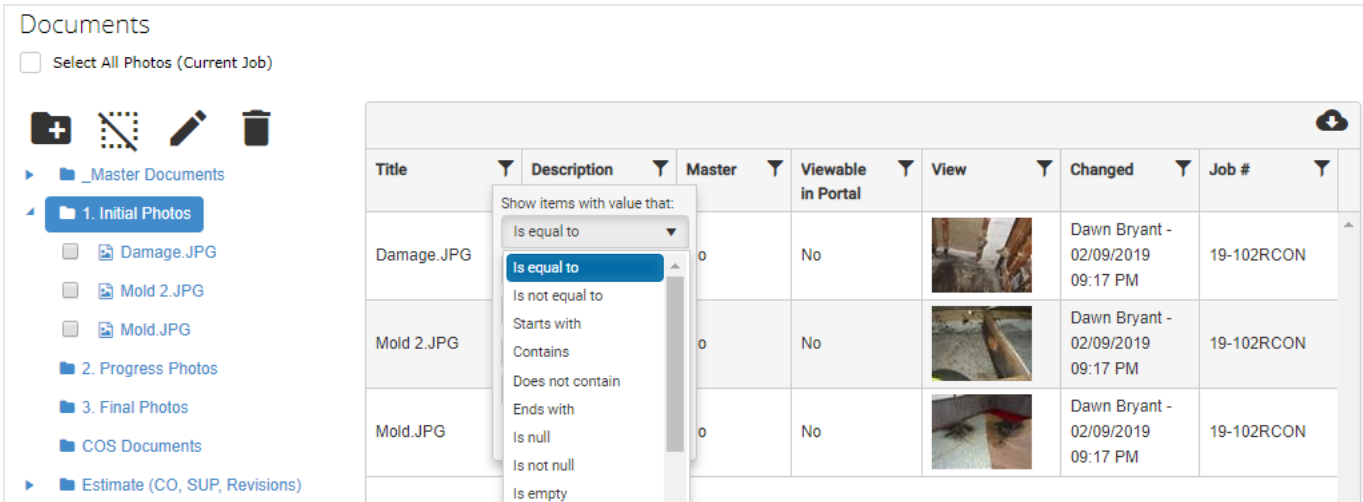 Documents
Select All Photos (Current Job)
_Master Documents
1. Initial Photos
Damage.JPG
Mold 2.JPG
Mold.JPG
2. Progress Photos
3. Final Photos
COS Documents
Estimate (CO, SUP, Revisions)
Title Description Master Viewable in Portal View Changed Job #
Show items with value that:
Is equal to
Is equal to
Is not equal to
Starts with
Contains
Does not contain
Ends with
Is null
Is not null
Is empty
Damage.JPG o No Dawn Bryant - 02/09/2019 09:17 PM 19-102RCON
Mold 2.JPG o No Dawn Bryant - 02/09/2019 09:17 PM 19-102RCON
Mold.JPG o No Dawn Bryant - 02/09/2019 09:17 PM 19-102RCON